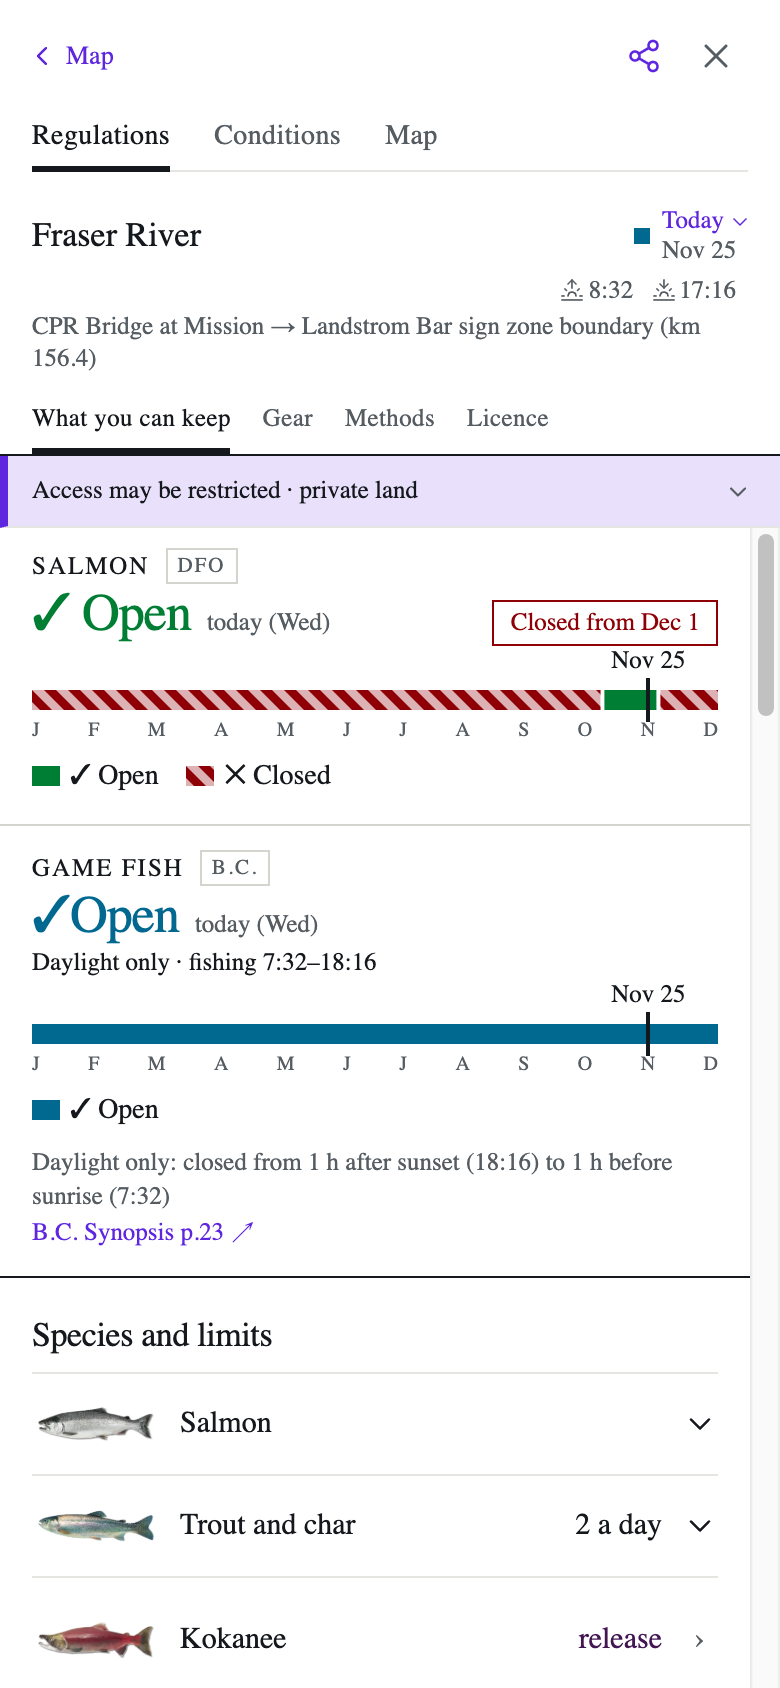 Map
Regulations Conditions Map
Fraser River
Today
Nov 25
8:32 17:16
CPR Bridge at Mission → Landstrom Bar sign zone boundary (km
156.4)
What you can keep Gear Methods Licence
Access may be restricted · private land
SALMON DFO
✓ Open today (Wed)
Closed from Dec 1
Nov 25
J F M A M J J A S O N D
✓ Open ✕ Closed
GAME FISH B.C.
✓Open today (Wed)
Daylight only · fishing 7:32–18:16
Nov 25
J F M A M J J A S O N D
✓ Open
Daylight only: closed from 1 h after sunset (18:16) to 1 h before
sunrise (7:32)
B.C. Synopsis p.23 ↗
Species and limits
Salmon
Trout and char 2 a day
Kokanee release